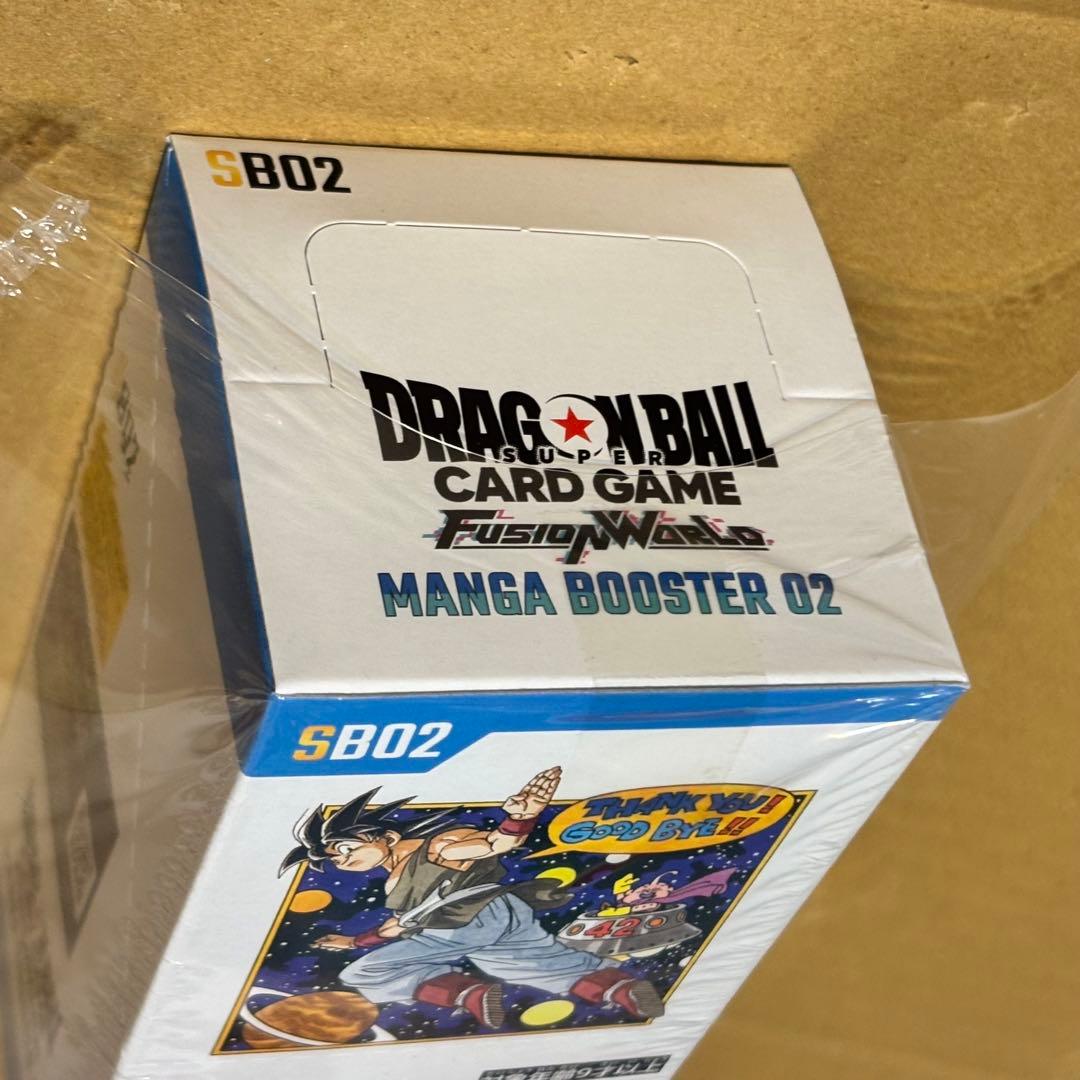 SB02
DRAGON BALL
SUPER
CARD GAME
FUSION WORLD
MANGA BOOSTER 02
SB02
THANK YOU!
GOOD BYE!!
42